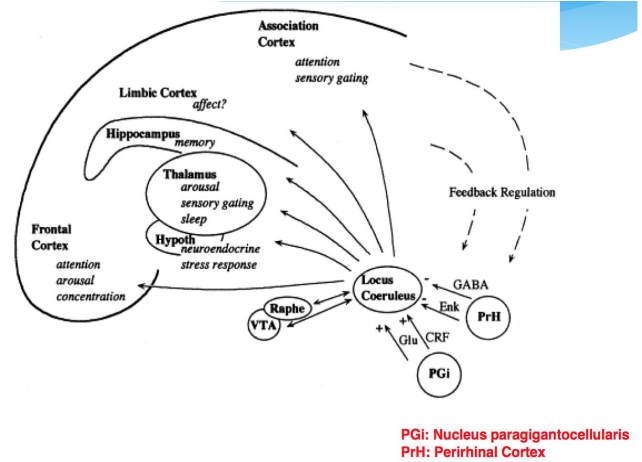 Association
Cortex
attention
sensory gating
Limbic Cortex
affect?
Hippocampus
memory
Thalamus
arousal
sensory gating
sleep
Feedback Regulation
Frontal
Cortex
Hypoth
neuroendocrine
stress response
attention
arousal
concentration
Locus
Coeruleus
-
GABA
-
Enk
PrH
Raphe
VTA
+
+
Glu
CRF
PGi
PGi: Nucleus paragigantocellularis
PrH: Perirhinal Cortex